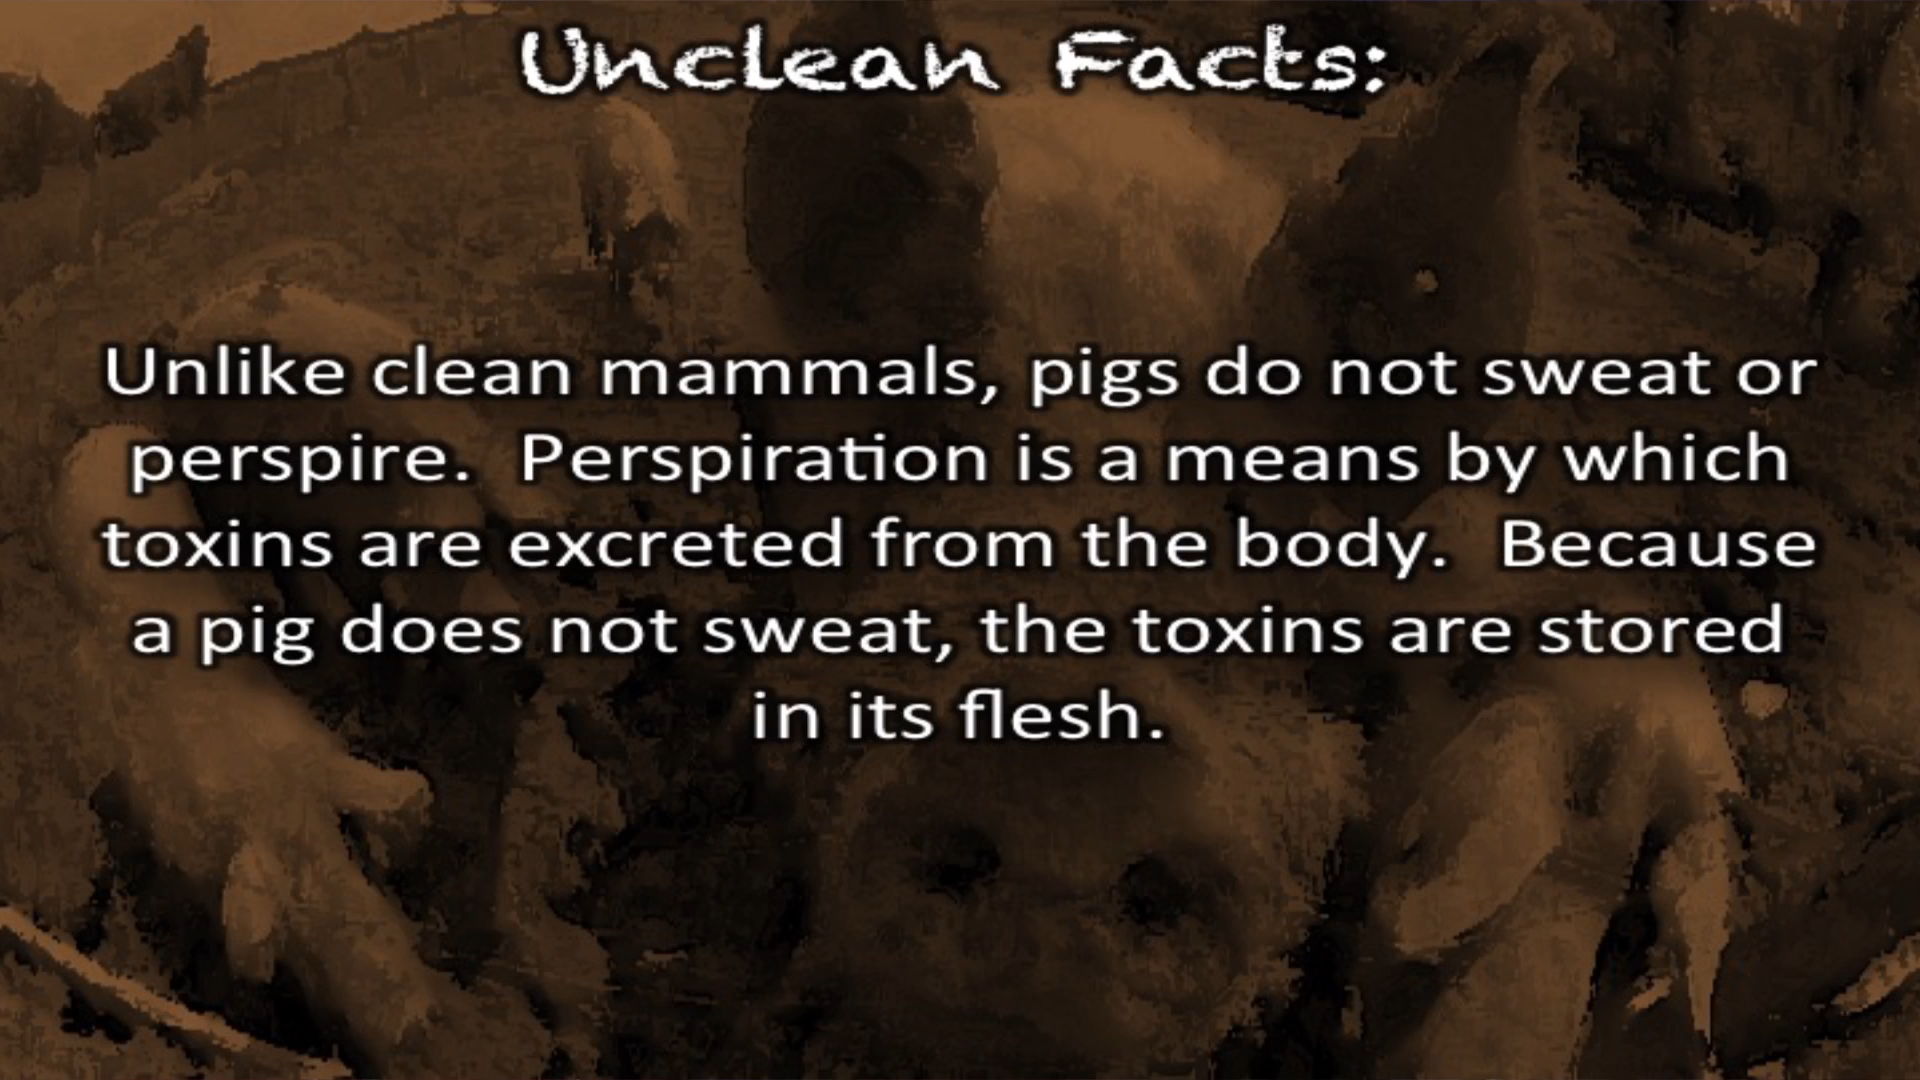 Unclean Facts:
Unlike clean mammals, pigs do not sweat or
perspire.  Perspiration is a means by which
toxins are excreted from the body.  Because
a pig does not sweat, the toxins are stored
in its flesh.